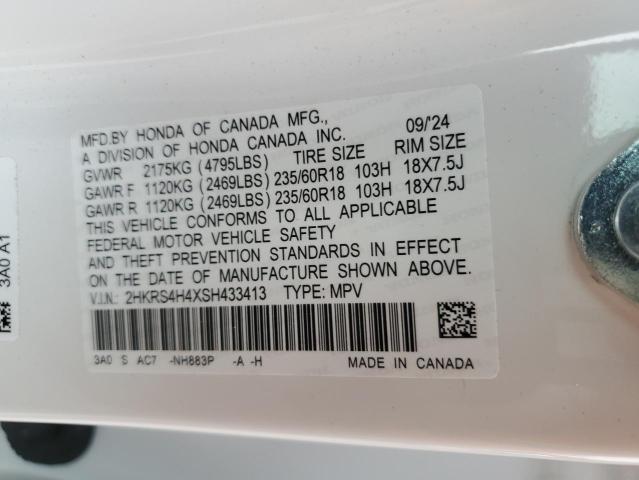 MFD.BY HONDA OF CANADA MFG., 09/'24
A DIVISION OF HONDA CANADA INC.
GVWR 2175KG (4795LBS) TIRE SIZE RIM SIZE
GAWR F 1120KG (2469LBS) 235/60R18 103H 18X7.5J
GAWR R 1120KG (2469LBS) 235/60R18 103H 18X7.5J
THIS VEHICLE CONFORMS TO ALL APPLICABLE
FEDERAL MOTOR VEHICLE SAFETY
AND THEFT PREVENTION STANDARDS IN EFFECT
ON THE DATE OF MANUFACTURE SHOWN ABOVE.
V.I.N.: 2HKRS4H4XSH433413 TYPE: MPV
3A0 S AC7 -NH883P -A -H MADE IN CANADA
3A0 A1